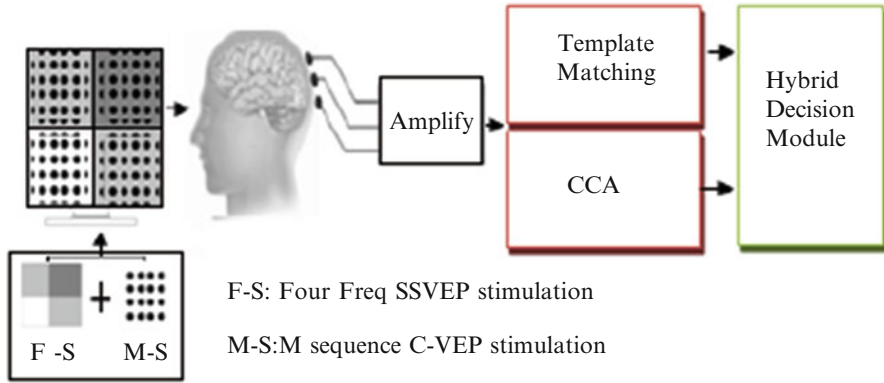 Template
Matching
Hybrid
Decision
Module
Amplify
CCA
F-S: Four Freq SSVEP stimulation
F -S
+
M-S
M-S:M sequence C-VEP stimulation